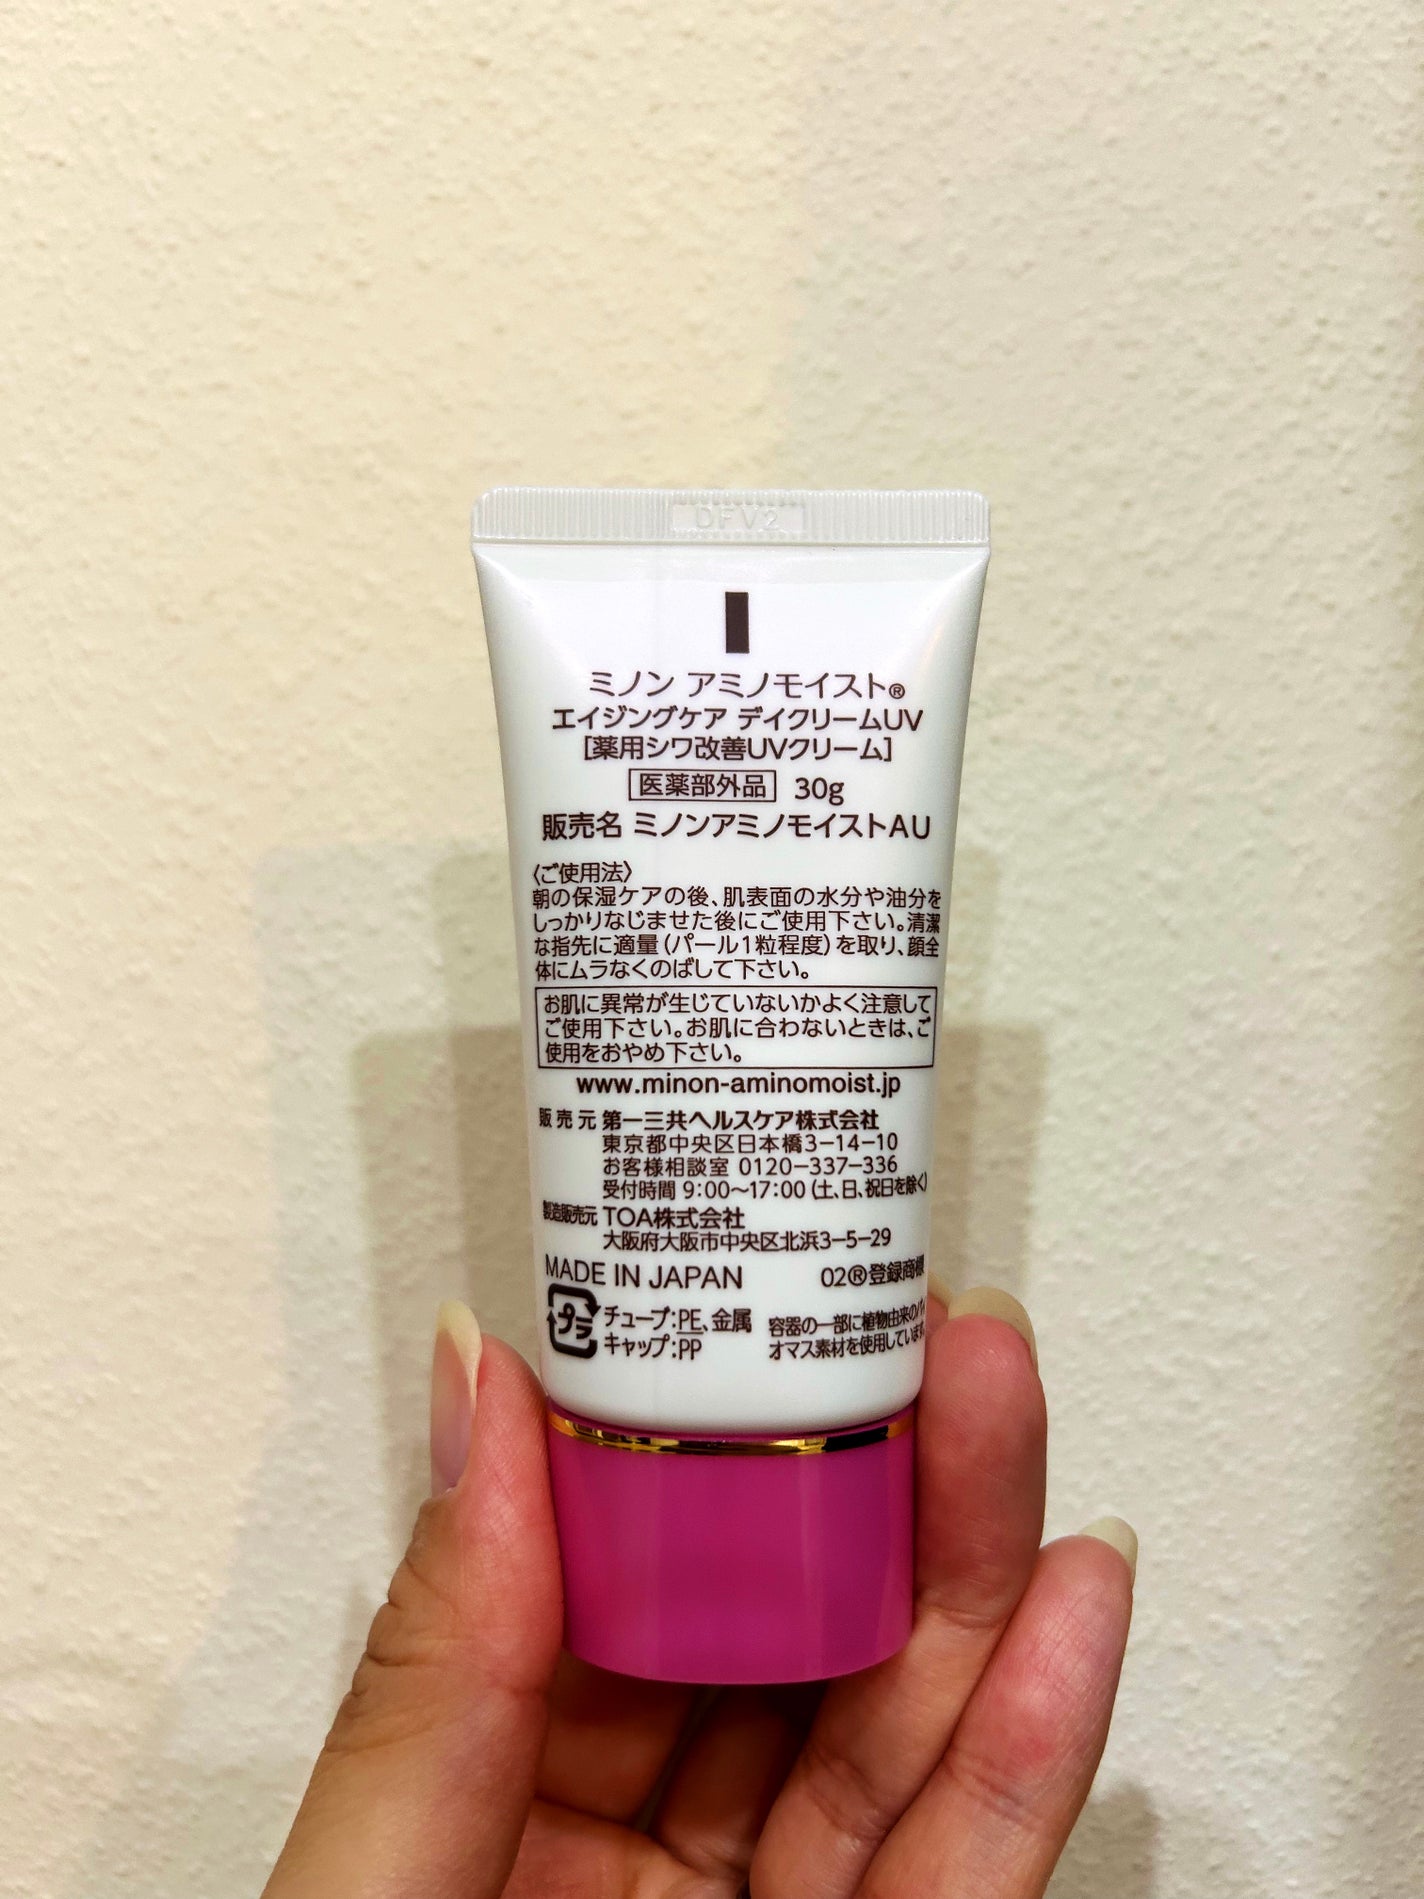 DFV2
ミノン アミノモイスト®
エイジングケア デイクリームUV
[薬用シワ改善UVクリーム]
医薬部外品 30g
販売名 ミノンアミノモイストAU
〈ご使用法〉
朝の保湿ケアの後、肌表面の水分や油分を
しっかりなじませた後にご使用下さい。清潔
な指先に適量(パール1粒程度)を取り、顔全
体にムラなくのばして下さい。
お肌に異常が生じていないかよく注意して
ご使用下さい。お肌に合わないときは、ご
使用をおやめ下さい。
www.minon-aminomoist.jp
販売元 第一三共ヘルスケア株式会社
東京都中央区日本橋3-14-10
お客様相談室 0120-337-336
受付時間 9:00〜17:00(土、日、祝日を除く)
製造販売元 TOA株式会社
大阪府大阪市中央区北浜3-5-29
MADE IN JAPAN 02®登録商標
プラ チューブ:PE、金属
キャップ:PP
容器の一部に植物由来のバイ
オマス素材を使用しています。